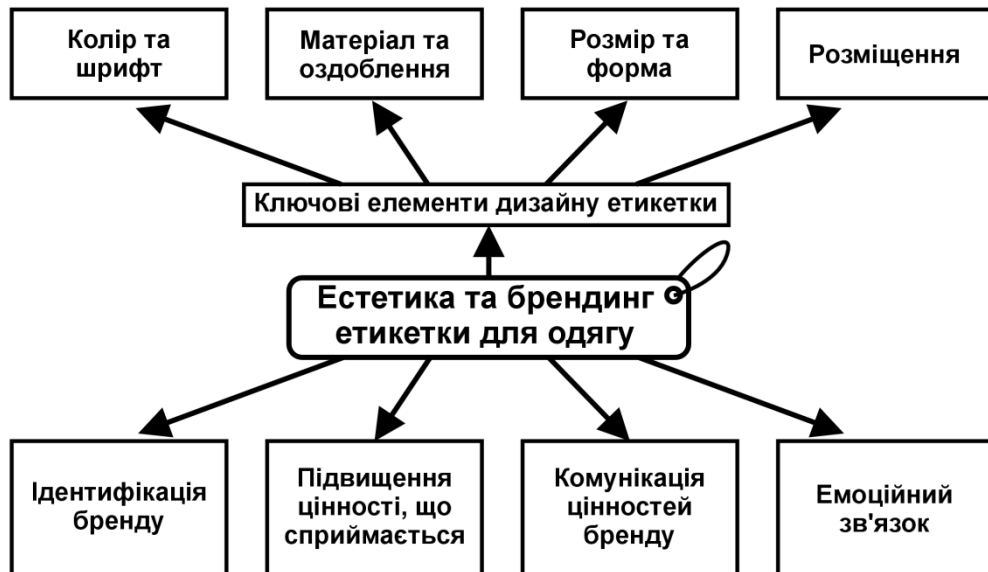 Колір та
шрифт
Матеріал та
оздоблення
Розмір та
форма
Розміщення
Ключові елементи дизайну етикетки
Естетика та брендинг
етикетки для одягу
Ідентифікація
бренду
Підвищення
цінності, що
сприймається
Комунікація
цінностей
бренду
Емоційний
зв'язок